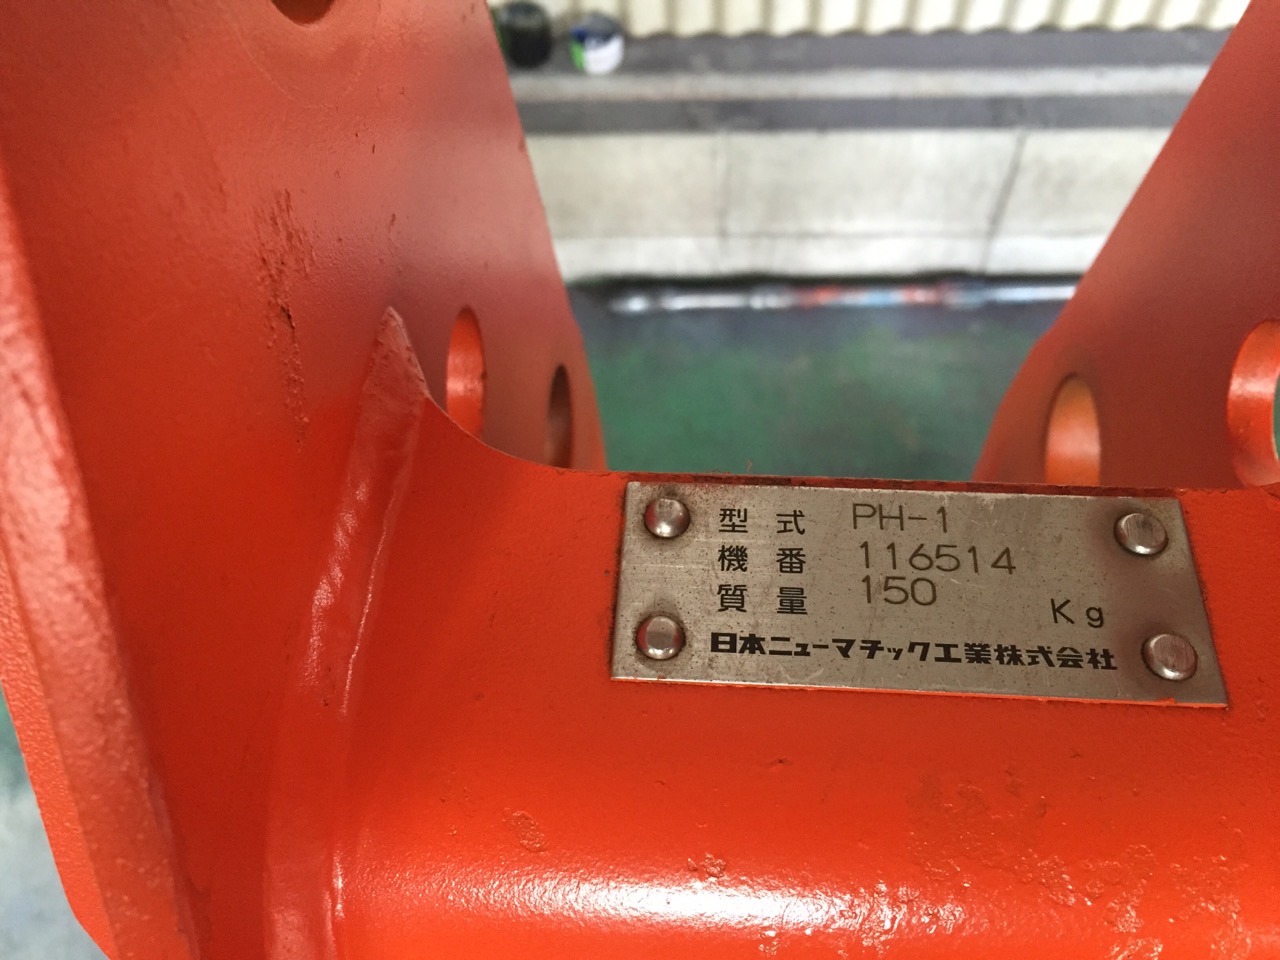 型式 PH-1
機番 116514
質量 150 Kg
日本ニューマチック工業株式会社